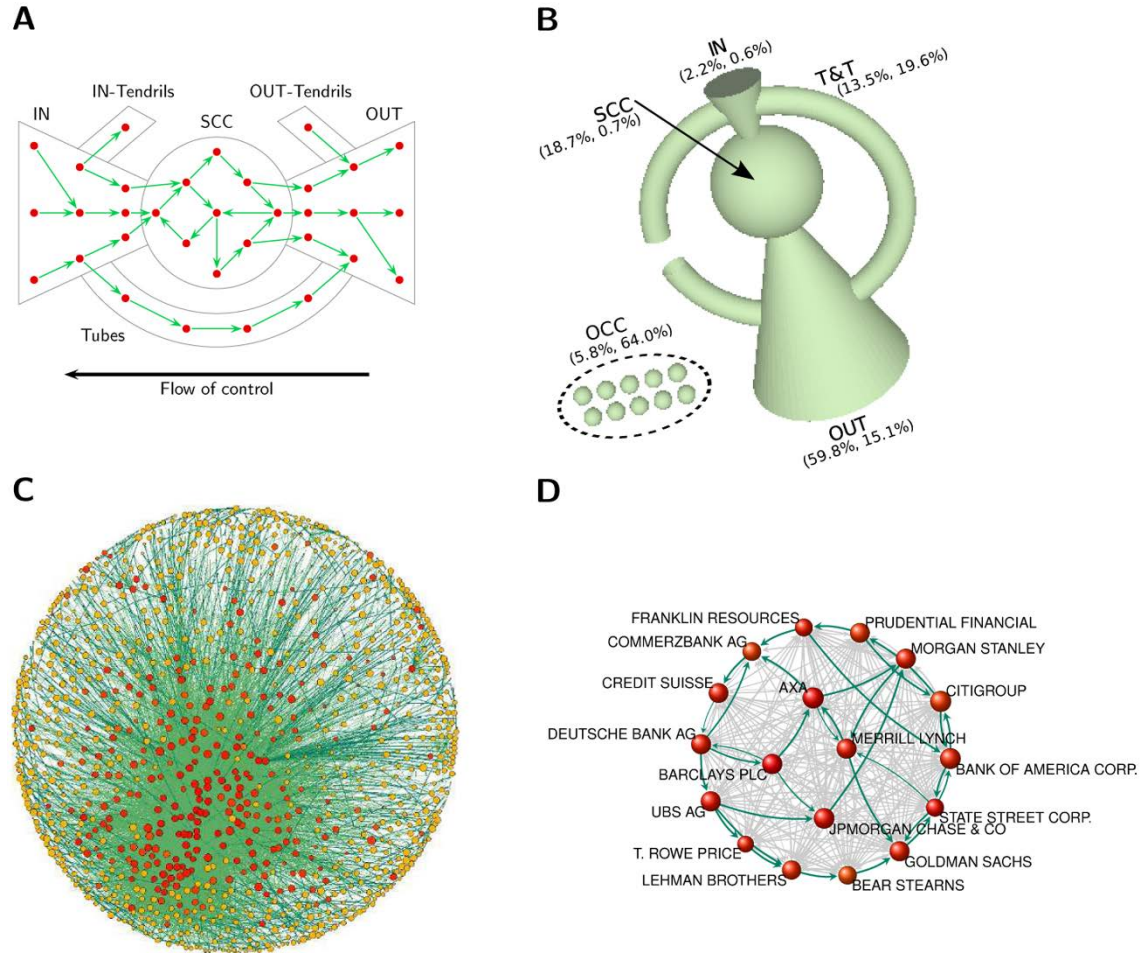 A
IN-Tendrils
OUT-Tendrils
IN
SCC
OUT
Tubes
Flow of control
B
IN
(2.2%, 0.6%)
T&T
(13.5%, 19.6%)
SCC
(18.7%, 0.7%)
OCC
(5.8%, 64.0%)
OUT
(59.8%, 15.1%)
C
D
FRANKLIN RESOURCES
PRUDENTIAL FINANCIAL
COMMERZBANK AG
MORGAN STANLEY
CREDIT SUISSE
AXA
CITIGROUP
DEUTSCHE BANK AG
MERRILL LYNCH
BARCLAYS PLC
BANK OF AMERICA CORP.
UBS AG
STATE STREET CORP.
JPMORGAN CHASE & CO
T. ROWE PRICE
GOLDMAN SACHS
LEHMAN BROTHERS
BEAR STEARNS